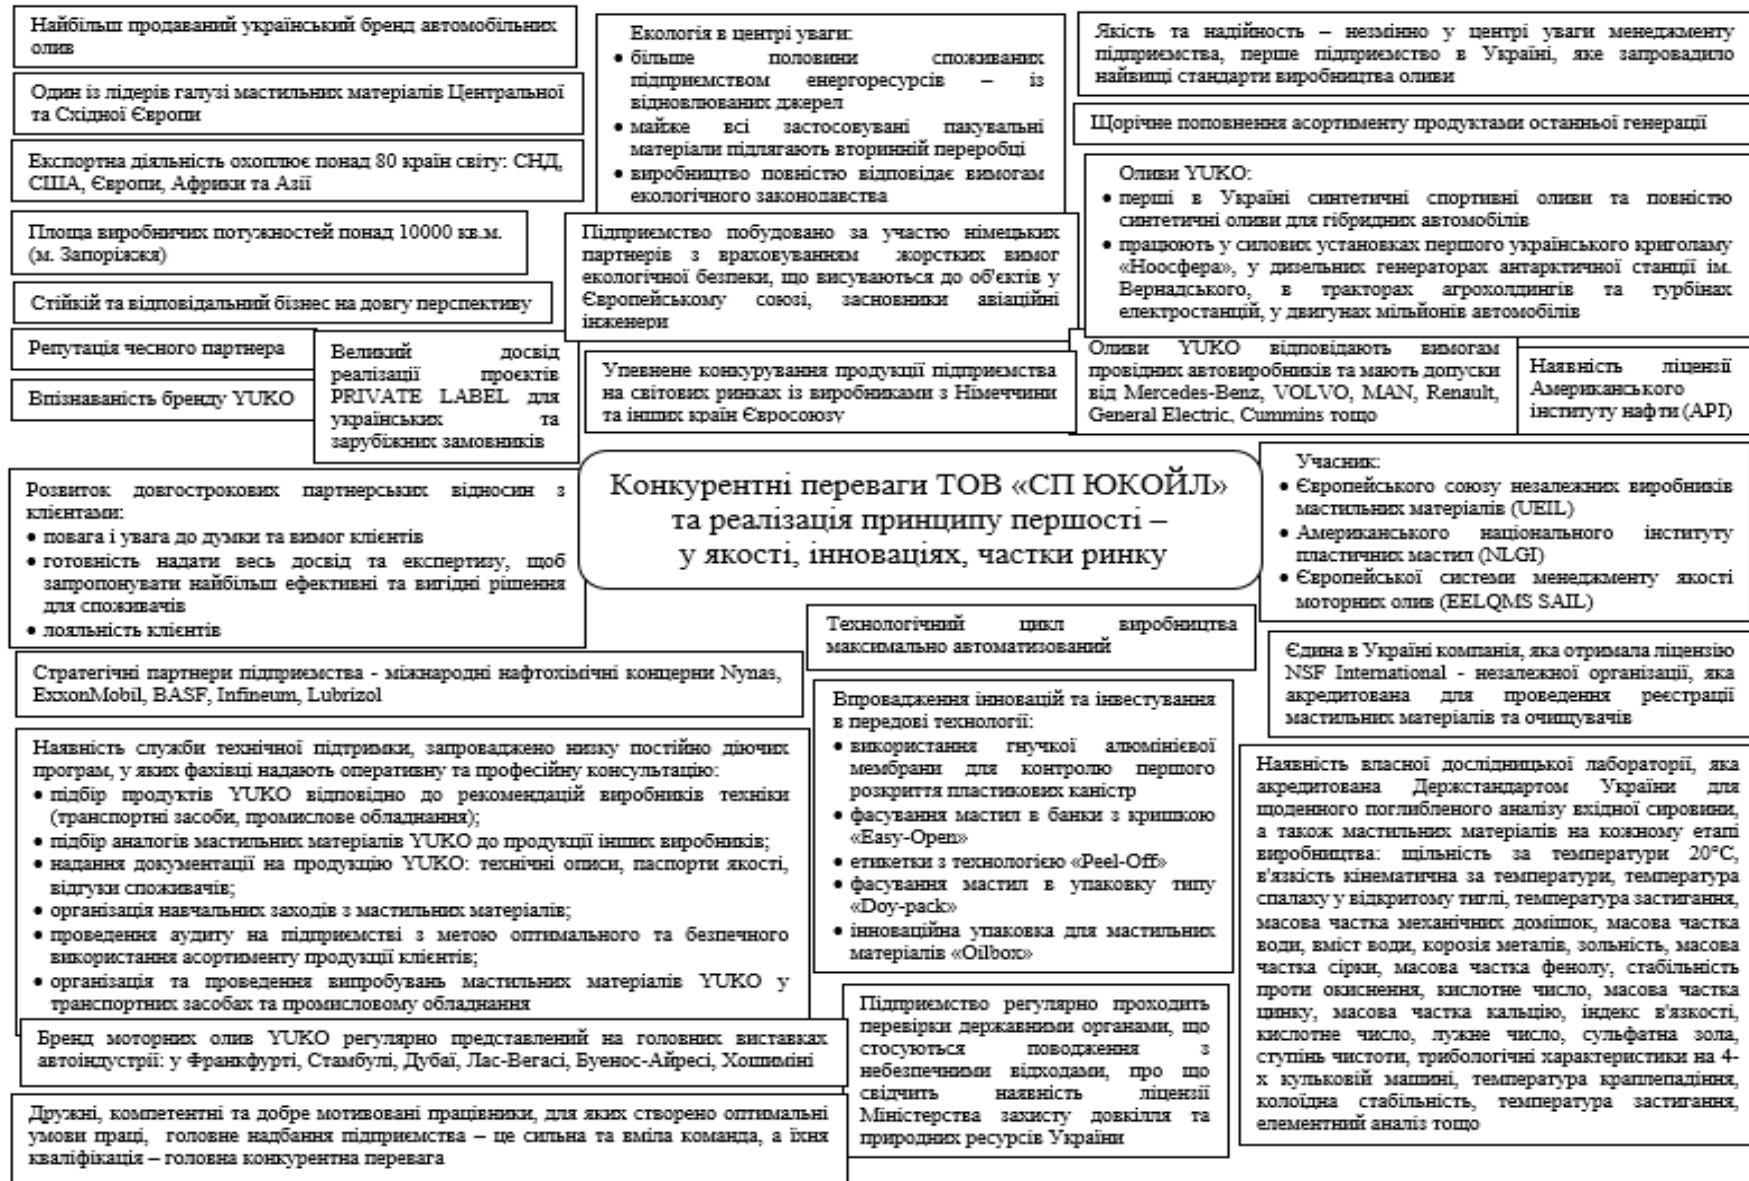 Найбільш продаваний український бренд автомобільних
олив
Один із лідерів галузі мастильних матеріалів Центральної
та Східної Європи
Експортна діяльність охоплює понад 80 країн світу: СНД,
США, Європи, Африки та Азії
Площа виробничих потужностей понад 10000 кв.м.
(м. Запоріжжя)
Стійкій та відповідальний бізнес на довгу перспективу
Репутація чесного партнера
Впізнаваність бренду YUKO
Великий досвід
реалізації проєктів
PRIVATE LABEL для
українських та
зарубіжних замовників
Екологія в центрі уваги:
• більше половини споживаних
підприємством енергоресурсів – із
відновлюваних джерел
• майже всі застосовувані пакувальні
матеріали підлягають вторинній переробці
• виробництво повністю відповідає вимогам
екологічного законодавства
Підприємство побудовано за участю німецьких
партнерів з враховуванням жорстких вимог
екологічної безпеки, що висуваються до об'єктів у
Європейському союзі, засновники авіаційні
інженери
Упевнене конкурування продукції підприємства
на світових ринках із виробниками з Німеччини
та інших країн Євросоюзу
Якість та надійність – незмінно у центрі уваги менеджменту
підприємства, перше підприємство в Україні, яке запровадило
найвищі стандарти виробництва оливи
Щорічне поповнення асортименту продуктами останньої генерації
Оливи YUKO:
• перші в Україні синтетичні спортивні оливи та повністю
синтетичні оливи для гібридних автомобілів
• працюють у силових установках першого українського криголаму
«Ноосфера», у дизельних генераторах антарктичної станції ім.
Вернадського, в тракторах агрохолдингів та турбінах
електростанцій, у двигунах мільйонів автомобілів
Оливи YUKO відповідають вимогам
провідних автовиробників та мають допуски
від Mercedes-Benz, VOLVO, MAN, Renault,
General Electric, Cummins тощо
Наявність ліцензії
Американського
інституту нафти (API)
Конкурентні переваги ТОВ «СП ЮКОЙЛ»
та реалізація принципу першості –
у якості, інноваціях, частки ринку
Розвиток довгострокових партнерських відносин з
клієнтами:
• повага і увага до думки та вимог клієнтів
• готовність надати весь досвід та експертизу, щоб
запропонувати найбільш ефективні та вигідні рішення
для споживачів
• лояльність клієнтів
Стратегічні партнери підприємства - міжнародні нафтохімічні концерни Nynas,
ExxonMobil, BASF, Infineum, Lubrizol
Наявність служби технічної підтримки, запроваджено низку постійно діючих
програм, у яких фахівці надають оперативну та професійну консультацію:
• підбір продуктів YUKO відповідно до рекомендацій виробників техніки
(транспортні засоби, промислове обладнання);
• підбір аналогів мастильних матеріалів YUKO до продукції інших виробників;
• надання документації на продукцію YUKO: технічні описи, паспорти якості,
відгуки споживачів;
• організація навчальних заходів з мастильних матеріалів;
• проведення аудиту на підприємстві з метою оптимального та безпечного
використання асортименту продукції клієнтів;
• організація та проведення випробувань мастильних матеріалів YUKO у
транспортних засобах та промисловому обладнання
Бренд моторних олив YUKO регулярно представлений на головних виставках
автоіндустрії: у Франкфурті, Стамбулі, Дубаї, Лас-Вегасі, Буенос-Айресі, Хошиміні
Дружні, компетентні та добре мотивовані працівники, для яких створено оптимальні
умови праці, головне надбання підприємства – це сильна та вміла команда, а їхня
кваліфікація – головна конкурентна перевага
Технологічний цикл виробництва
максимально автоматизований
Впровадження інновацій та інвестування
в передові технології:
• використання гнучкої алюмінієвої
мембрани для контролю першого
розкриття пластикових каністр
• фасування мастил в банки з кришкою
«Easy-Open»
• етикетки з технологією «Peel-Off»
• фасування мастил в упаковку типу
«Doy-pack»
• інноваційна упаковка для мастильних
матеріалів «Oilbox»
Підприємство регулярно проходить
перевірки державними органами, що
стосуються поводження з
небезпечними відходами, про що
свідчить наявність ліцензії
Міністерства захисту довкілля та
природних ресурсів України
Учасник:
• Європейського союзу незалежних виробників
мастильних матеріалів (UEIL)
• Американського національного інституту
пластичних мастил (NLGI)
• Європейської системи менеджменту якості
моторних олив (EELQMS SAIL)
Єдина в Україні компанія, яка отримала ліцензію
NSF International - незалежної організації, яка
акредитована для проведення реєстрації
мастильних матеріалів та очищувачів
Наявність власної дослідницької лабораторії, яка
акредитована Держстандартом України для
щоденного поглибленого аналізу вхідної сировини,
а також мастильних матеріалів на кожному етапі
виробництва: щільність за температури 20°С,
в'язкість кінематична за температури, температура
спалаху у відкритому тиглі, температура застигання,
масова частка механічних домішок, масова частка
води, вміст води, корозія металів, зольність, масова
частка сірки, масова частка фенолу, стабільність
проти окиснення, кислотне число, масова частка
цинку, масова частка кальцію, індекс в'язкості,
кислотне число, лужне число, сульфатна зола,
ступінь чистоти, трибологічні характеристики на 4-
х кульковій машині, температура краплепадіння,
колоїдна стабільність, температура застигання,
елементний аналіз тощо